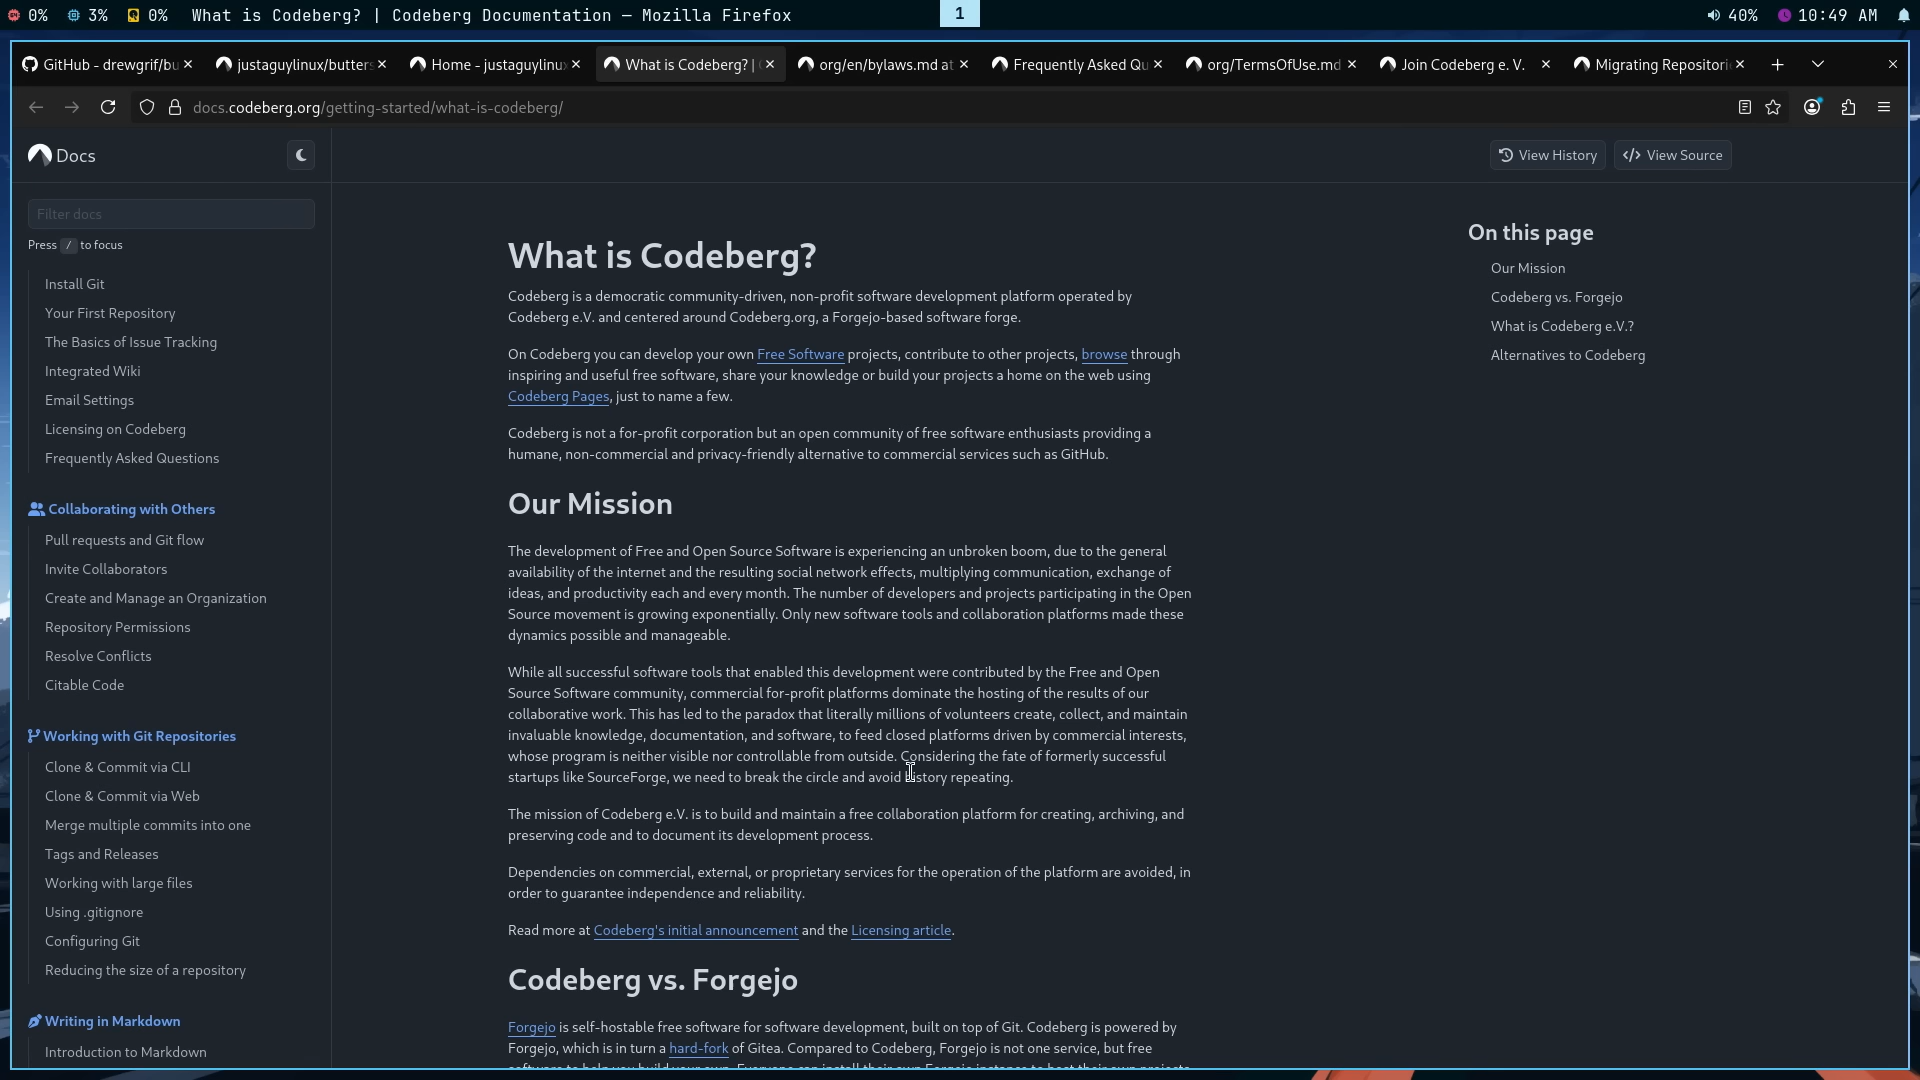 0% 3% 0% What is Codeberg? | Codeberg Documentation — Mozilla Firefox 1 40% 10:49 AM
GitHub - drewgrif/bu justaguylinux/butters Home - justaguylinux What is Codeberg? | C org/en/bylaws.md at Frequently Asked Qu org/TermsOfUse.md Join Codeberg e. V. Migrating Repositori
docs.codeberg.org/getting-started/what-is-codeberg/
Docs
View History
View Source
Filter docs
Press / to focus
Install Git
Your First Repository
The Basics of Issue Tracking
Integrated Wiki
Email Settings
Licensing on Codeberg
Frequently Asked Questions
Collaborating with Others
Pull requests and Git flow
Invite Collaborators
Create and Manage an Organization
Repository Permissions
Resolve Conflicts
Citable Code
Working with Git Repositories
Clone & Commit via CLI
Clone & Commit via Web
Merge multiple commits into one
Tags and Releases
Working with large files
Using .gitignore
Configuring Git
Reducing the size of a repository
Writing in Markdown
Introduction to Markdown
What is Codeberg?
Codeberg is a democratic community-driven, non-profit software development platform operated by
Codeberg e.V. and centered around Codeberg.org, a Forgejo-based software forge.
On Codeberg you can develop your own Free Software projects, contribute to other projects, browse through
inspiring and useful free software, share your knowledge or build your projects a home on the web using
Codeberg Pages, just to name a few.
Codeberg is not a for-profit corporation but an open community of free software enthusiasts providing a
humane, non-commercial and privacy-friendly alternative to commercial services such as GitHub.
Our Mission
The development of Free and Open Source Software is experiencing an unbroken boom, due to the general
availability of the internet and the resulting social network effects, multiplying communication, exchange of
ideas, and productivity each and every month. The number of developers and projects participating in the Open
Source movement is growing exponentially. Only new software tools and collaboration platforms made these
dynamics possible and manageable.
While all successful software tools that enabled this development were contributed by the Free and Open
Source Software community, commercial for-profit platforms dominate the hosting of the results of our
collaborative work. This has led to the paradox that literally millions of volunteers create, collect, and maintain
invaluable knowledge, documentation, and software, to feed closed platforms driven by commercial interests,
whose program is neither visible nor controllable from outside. Considering the fate of formerly successful
startups like SourceForge, we need to break the circle and avoid history repeating.
The mission of Codeberg e.V. is to build and maintain a free collaboration platform for creating, archiving, and
preserving code and to document its development process.
Dependencies on commercial, external, or proprietary services for the operation of the platform are avoided, in
order to guarantee independence and reliability.
Read more at Codeberg's initial announcement and the Licensing article.
Codeberg vs. Forgejo
Forgejo is self-hostable free software for software development, built on top of Git. Codeberg is powered by
Forgejo, which is in turn a hard-fork of Gitea. Compared to Codeberg, Forgejo is not one service, but free
software to help you build your own. Everyone can install their own Forgejo instance to host their own projects
On this page
Our Mission
Codeberg vs. Forgejo
What is Codeberg e.V.?
Alternatives to Codeberg